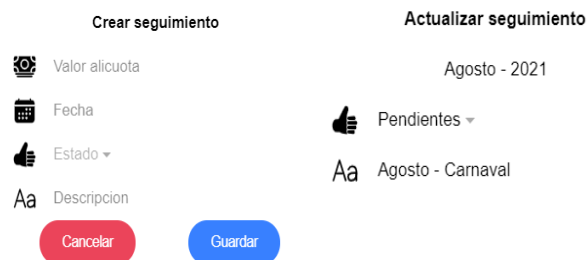 Crear seguimiento
Valor alicuota
Fecha
Estado
Aa Descripcion
Cancelar
Guardar
Actualizar seguimiento
Agosto - 2021
Pendientes
Aa Agosto - Carnaval